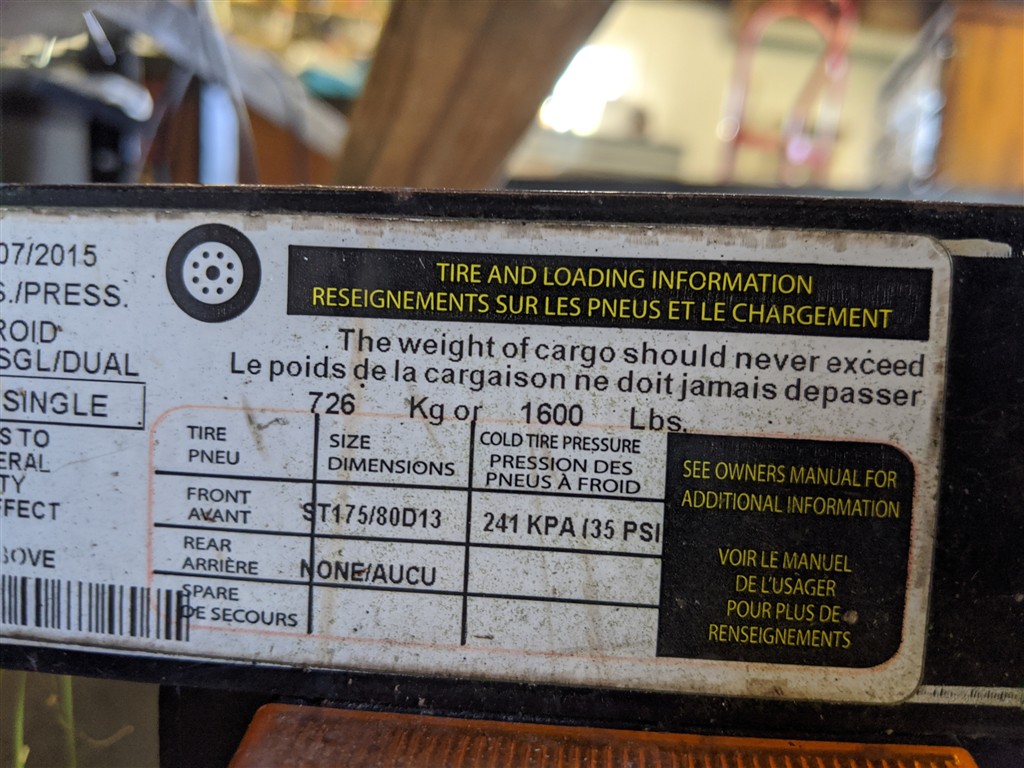 07/2015
S./PRESS.
ROID
SGL/DUAL
SINGLE
S TO
ERAL
TY
FFECT
BOVE
TIRE AND LOADING INFORMATION
RESEIGNEMENTS SUR LES PNEUS ET LE CHARGEMENT
The weight of cargo should never exceed
Le poids de la cargaison ne doit jamais depasser
726 Kg or 1600 Lbs.
TIRE
PNEU
SIZE
DIMENSIONS
COLD TIRE PRESSURE
PRESSION DES
PNEUS À FROID
FRONT
AVANT
ST175/80D13
241 KPA (35 PSI
REAR
ARRIÈRE
NONE/AUCU
SPARE
DE SECOURS
SEE OWNERS MANUAL FOR
ADDITIONAL INFORMATION
VOIR LE MANUEL
DE L'USAGER
POUR PLUS DE
RENSEIGNEMENTS